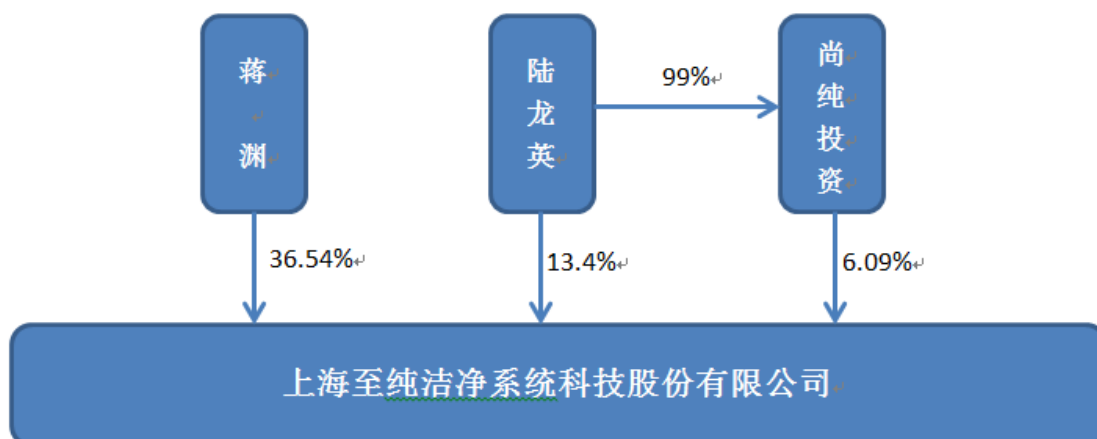 蒋渊
陆龙英
尚纯投资
99%
36.54%
13.4%
6.09%
上海至纯洁净系统科技股份有限公司